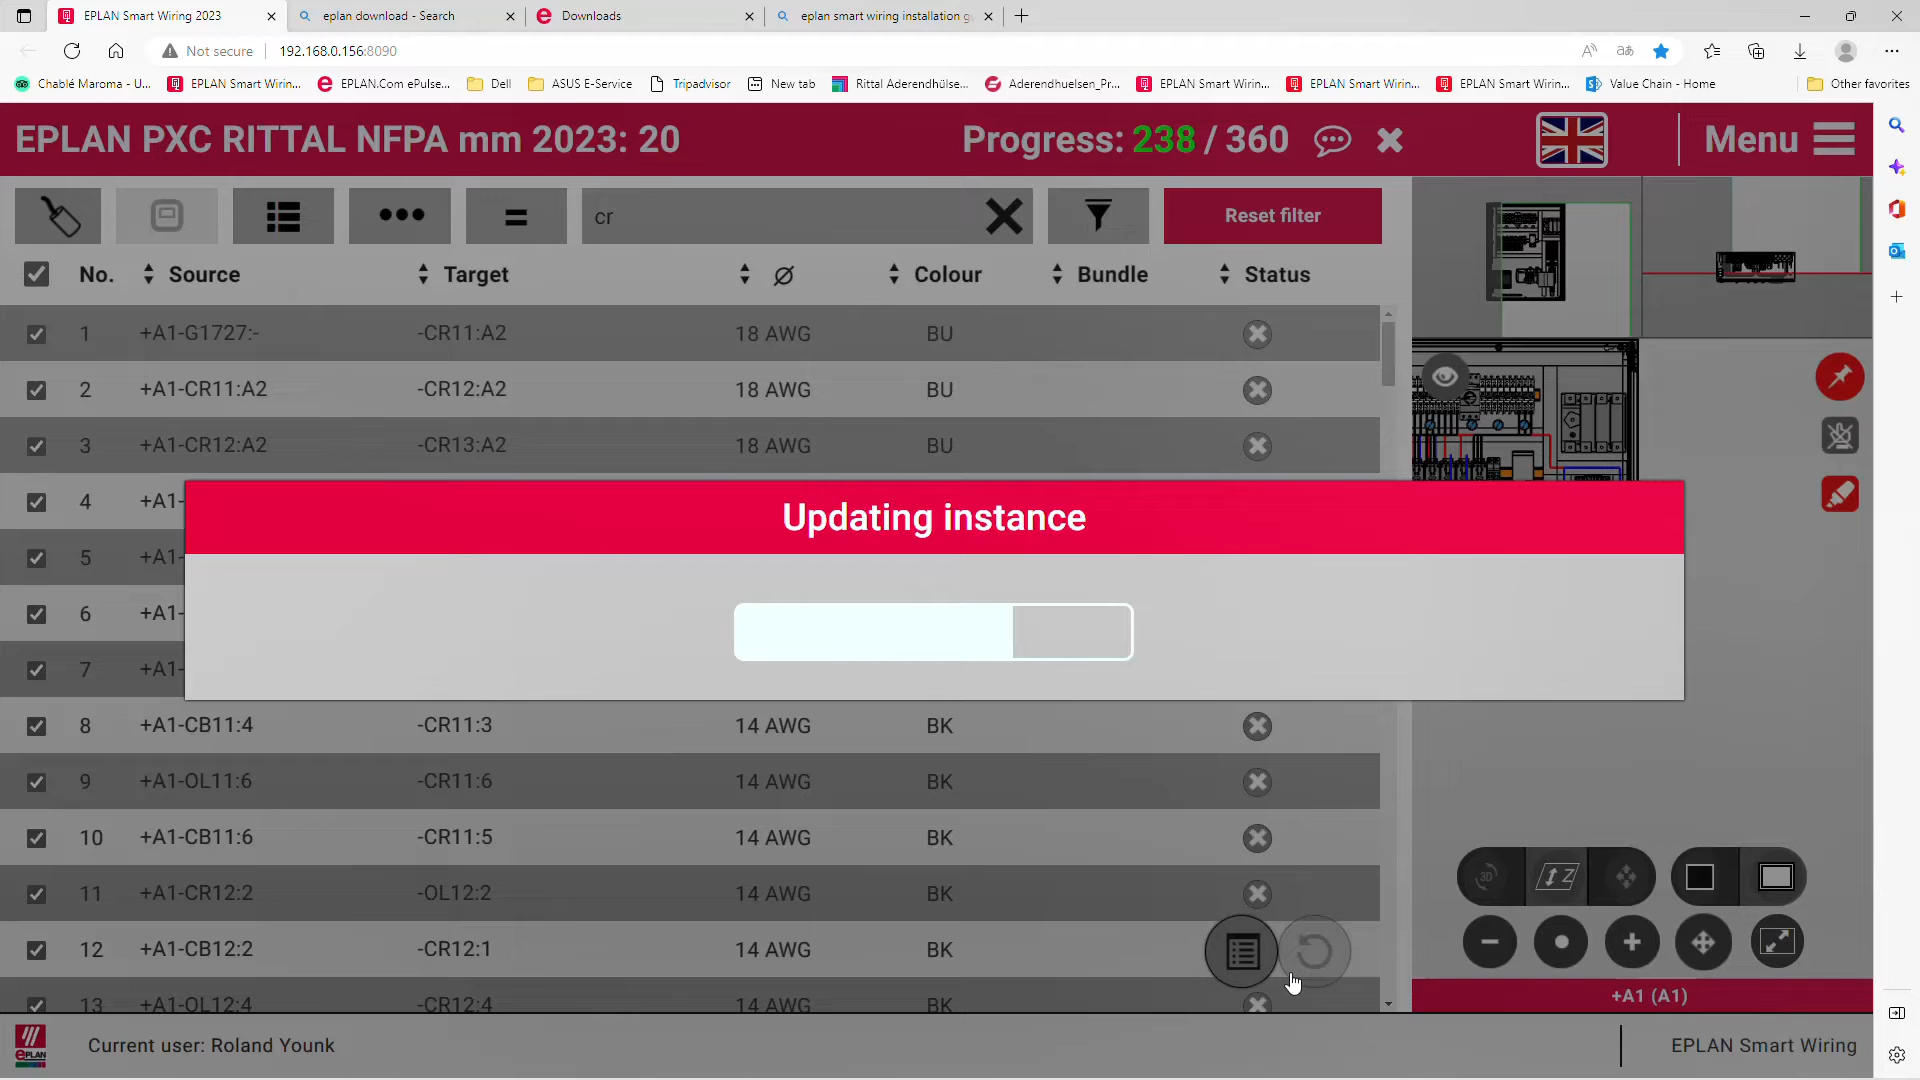 EPLAN Smart Wiring 2023
eplan download - Search
Downloads
eplan smart wiring installation g
Not secure
192.168.0.156:8090
Chablé Maroma - U...
EPLAN Smart Wirin...
EPLAN.Com ePulse...
Dell
ASUS E-Service
Tripadvisor
New tab
Rittal Aderendhülse...
Aderendhuelsen_Pr...
EPLAN Smart Wirin...
EPLAN Smart Wirin...
EPLAN Smart Wirin...
Value Chain - Home
Other favorites
EPLAN PXC RITTAL NFPA mm 2023: 20
Progress: 238 / 360
Menu
cr
Reset filter
No. Source Target Ø Colour Bundle Status
1 +A1-G1727:- -CR11:A2 18 AWG BU
2 +A1-CR11:A2 -CR12:A2 18 AWG BU
3 +A1-CR12:A2 -CR13:A2 18 AWG BU
4 +A1-
5 +A1-
6 +A1-
7 +A1-
Updating instance
8 +A1-CB11:4 -CR11:3 14 AWG BK
9 +A1-OL11:6 -CR11:6 14 AWG BK
10 +A1-CB11:6 -CR11:5 14 AWG BK
11 +A1-CR12:2 -OL12:2 14 AWG BK
12 +A1-CB12:2 -CR12:1 14 AWG BK
13 +A1-OL12:4 -CR12:4 14 AWG BK
3D
Z
+A1 (A1)
ePLAN
Current user: Roland Younk
EPLAN Smart Wiring